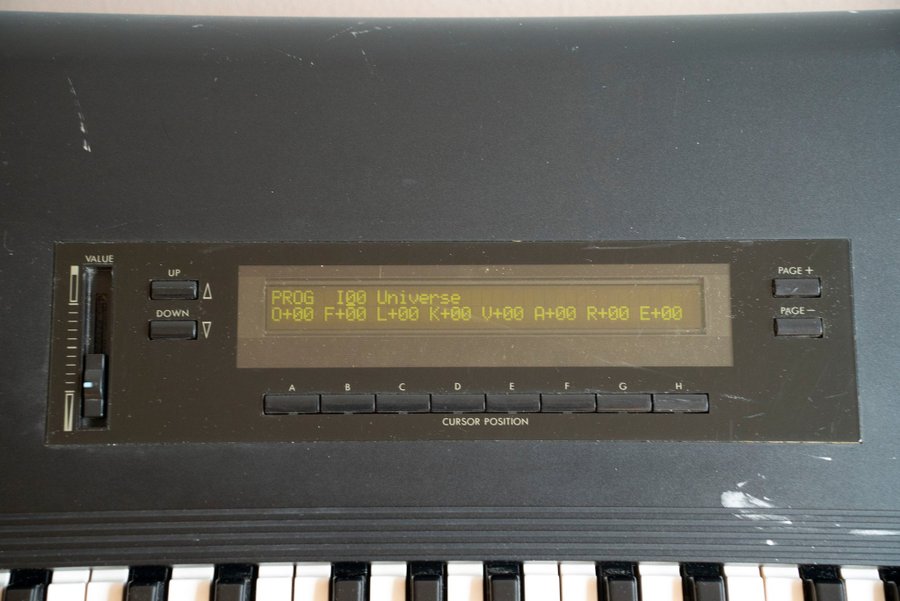 VALUE
UP
DOWN
PROG I00 Universe
O+00 F+00 L+00 K+00 V+00 A+00 R+00 E+00
PAGE +
PAGE −
A B C D E F G H
CURSOR POSITION